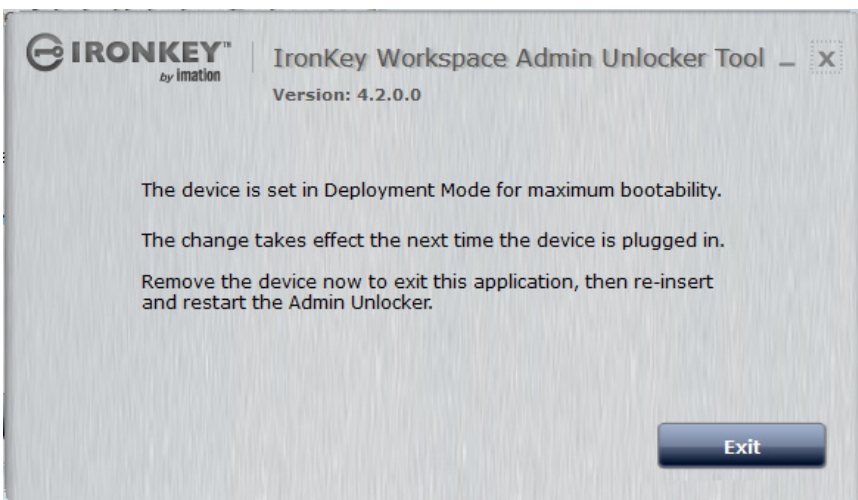 IRONKEY™
by imation
IronKey Workspace Admin Unlocker Tool
Version: 4.2.0.0
The device is set in Deployment Mode for maximum bootability.
The change takes effect the next time the device is plugged in.
Remove the device now to exit this application, then re-insert
and restart the Admin Unlocker.
Exit